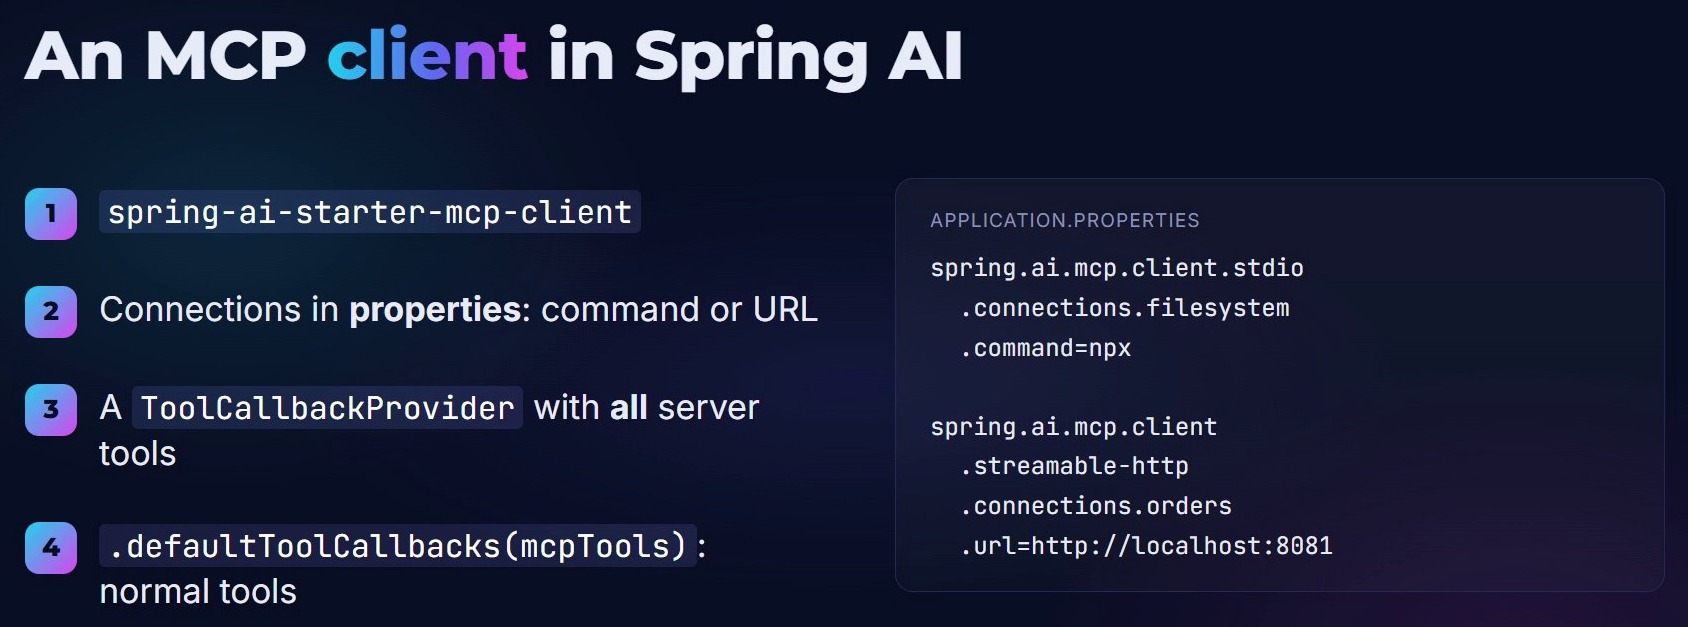 An MCP client in Spring AI
1
spring-ai-starter-mcp-client
2
Connections in properties: command or URL
3
A ToolCallbackProvider with all server
tools
4
.defaultToolCallbacks(mcpTools):
normal tools
APPLICATION.PROPERTIES
spring.ai.mcp.client.stdio
  .connections.filesystem
  .command=npx

spring.ai.mcp.client
  .streamable-http
  .connections.orders
  .url=http://localhost:8081